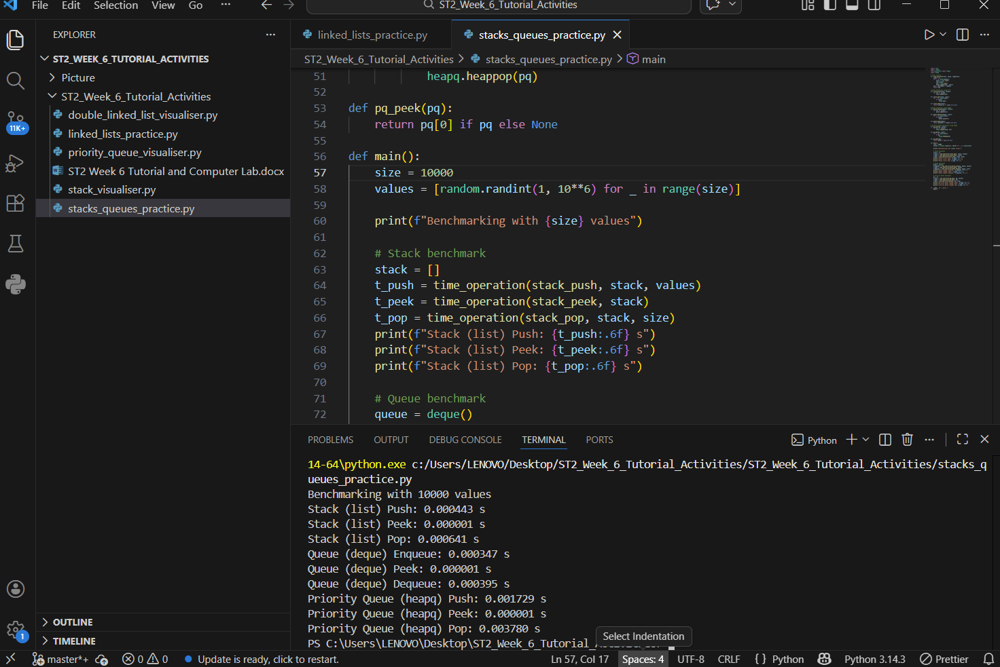 File Edit Selection View Go ··· ST2_Week_6_Tutorial_Activities
EXPLORER ···
ST2_WEEK_6_TUTORIAL_ACTIVITIES
Picture
ST2_Week_6_Tutorial_Activities
double_linked_list_visualiser.py
linked_lists_practice.py
11K+
priority_queue_visualiser.py
ST2 Week 6 Tutorial and Computer Lab.docx
stack_visualiser.py
stacks_queues_practice.py
OUTLINE
1
TIMELINE
linked_lists_practice.py stacks_queues_practice.py
ST2_Week_6_Tutorial_Activities > stacks_queues_practice.py > main
51 heapq.heappop(pq)
52
53 def pq_peek(pq):
54 return pq[0] if pq else None
55
56 def main():
57 size = 10000
58 values = [random.randint(1, 10**6) for _ in range(size)]
59
60 print(f"Benchmarking with {size} values")
61
62 # Stack benchmark
63 stack = []
64 t_push = time_operation(stack_push, stack, values)
65 t_peek = time_operation(stack_peek, stack)
66 t_pop = time_operation(stack_pop, stack, size)
67 print(f"Stack (list) Push: {t_push:.6f} s")
68 print(f"Stack (list) Peek: {t_peek:.6f} s")
69 print(f"Stack (list) Pop: {t_pop:.6f} s")
70
71 # Queue benchmark
72 queue = deque()
PROBLEMS OUTPUT DEBUG CONSOLE TERMINAL PORTS Python
14-64\python.exe c:/Users/LENOVO/Desktop/ST2_Week_6_Tutorial_Activities/ST2_Week_6_Tutorial_Activities/stacks_q
ueues_practice.py
Benchmarking with 10000 values
Stack (list) Push: 0.000443 s
Stack (list) Peek: 0.000001 s
Stack (list) Pop: 0.000641 s
Queue (deque) Enqueue: 0.000347 s
Queue (deque) Peek: 0.000001 s
Queue (deque) Dequeue: 0.000395 s
Priority Queue (heapq) Push: 0.001729 s
Priority Queue (heapq) Peek: 0.000001 s
Priority Queue (heapq) Pop: 0.003780 s
Select Indentation
PS C:\Users\LENOVO\Desktop\ST2_Week_6_Tutorial_
master*+ 0 0 Update is ready, click to restart. Ln 57, Col 17 Spaces: 4 UTF-8 CRLF {} Python Python 3.14.3 Prettier